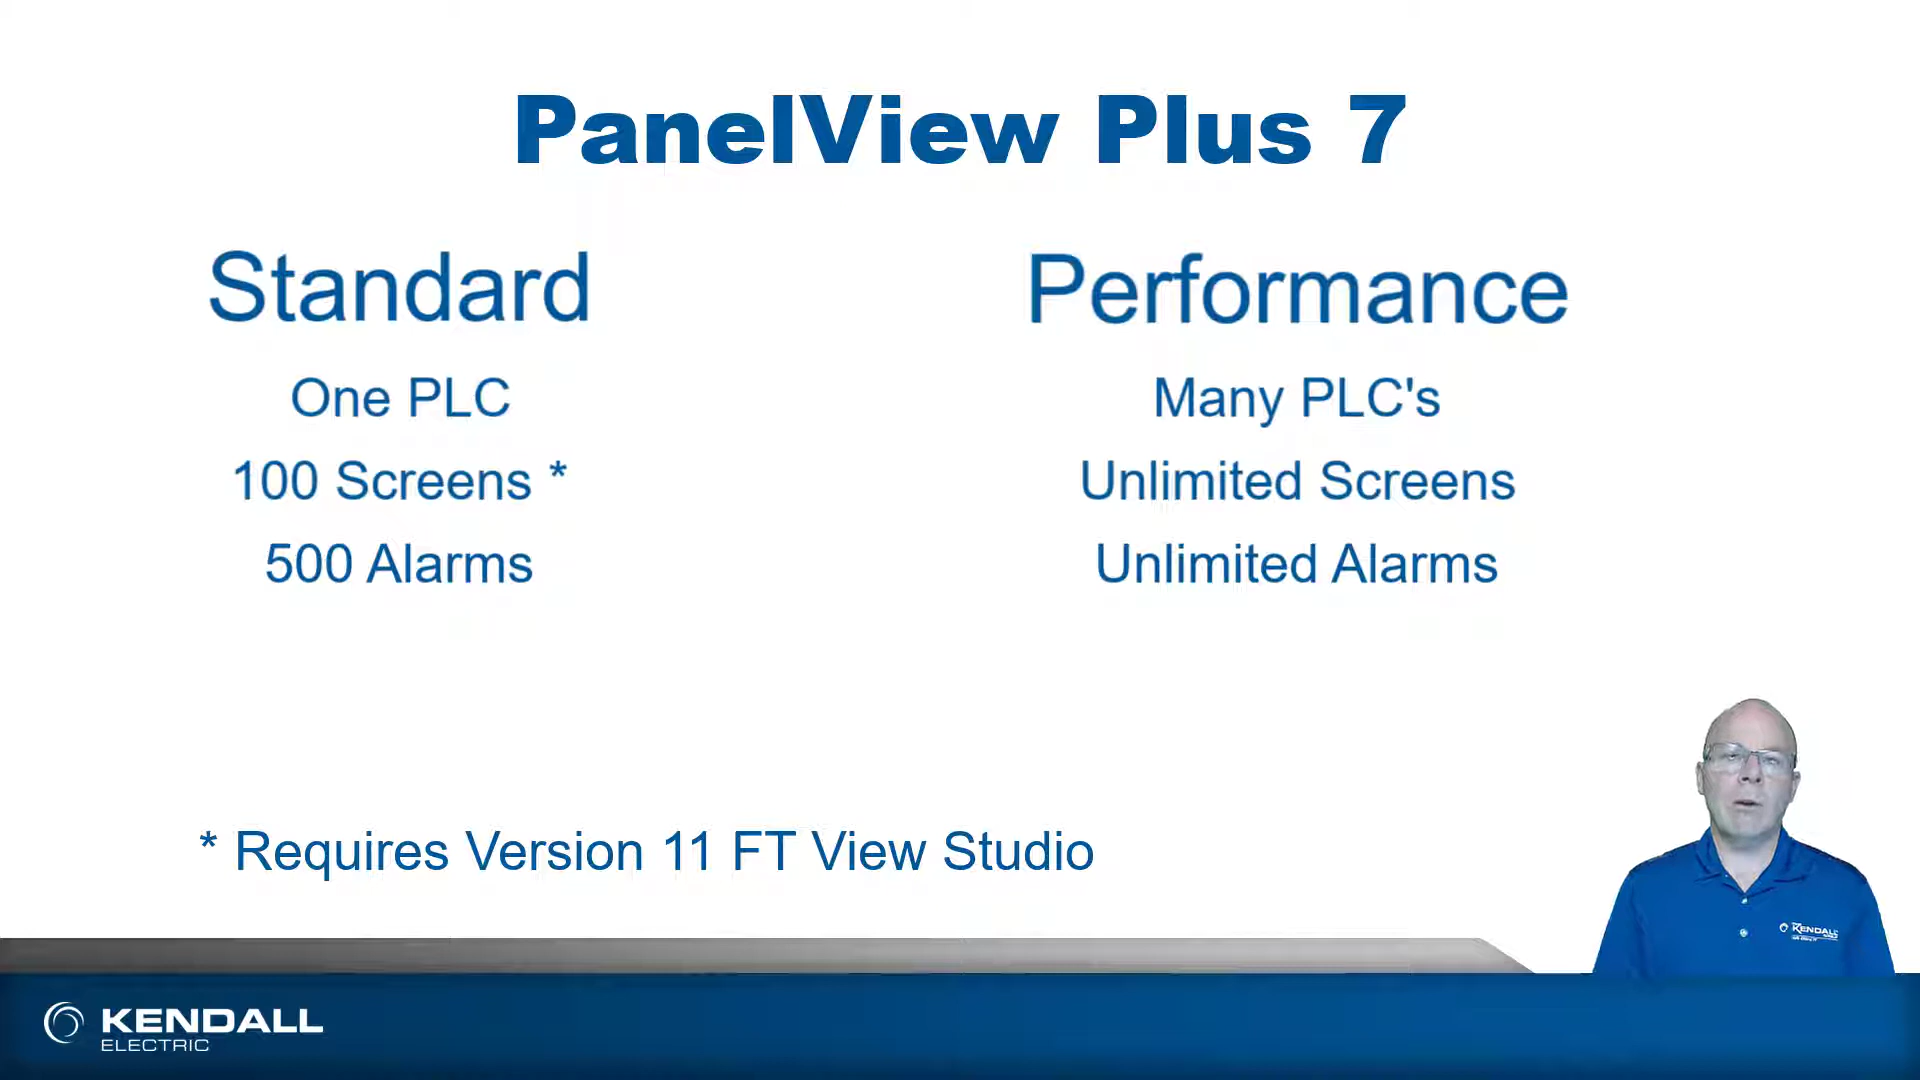 PanelView Plus 7
Standard
One PLC
100 Screens *
500 Alarms
Performance
Many PLC's
Unlimited Screens
Unlimited Alarms
* Requires Version 11 FT View Studio
KENDALL
KENDALL
ELECTRIC